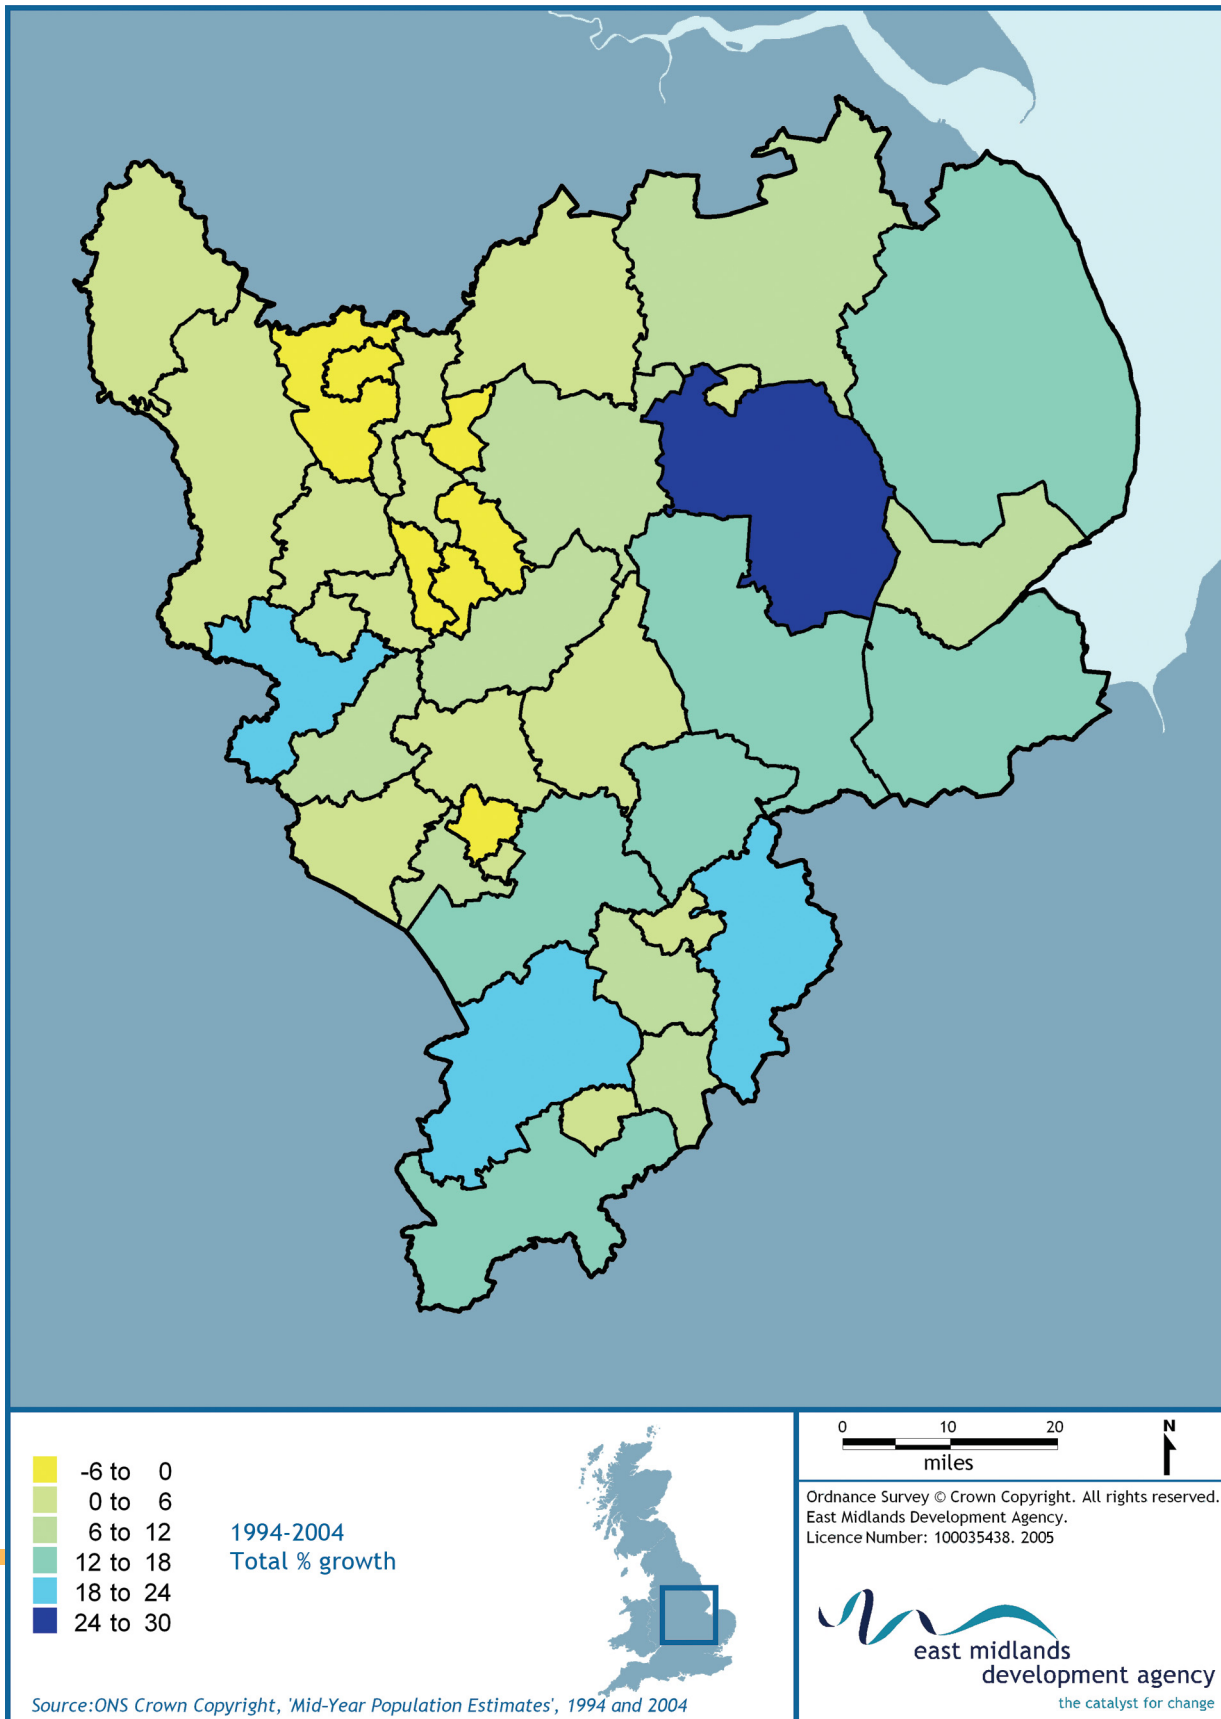 -6 to 0
0 to 6
6 to 12
12 to 18
18 to 24
24 to 30
1994-2004
Total % growth
Source:ONS Crown Copyright, 'Mid-Year Population Estimates', 1994 and 2004
0 10 20
miles
N
Ordnance Survey © Crown Copyright. All rights reserved.
East Midlands Development Agency.
Licence Number: 100035438. 2005
east midlands
development agency
the catalyst for change